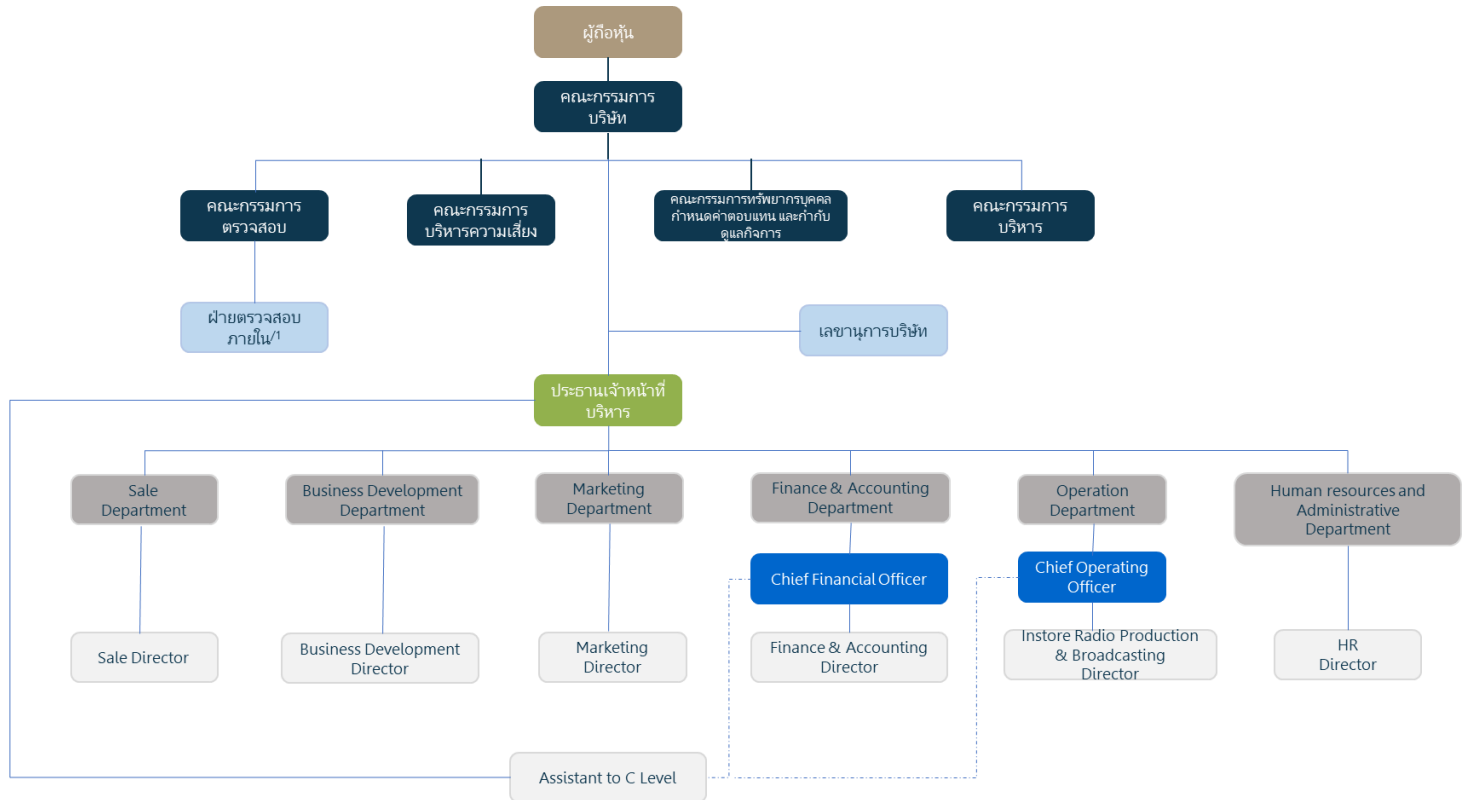 ผู้ถือหุ้น
คณะกรรมการ
บริษัท
คณะกรรมการ
ตรวจสอบ
คณะกรรมการ
บริหารความเสี่ยง
คณะกรรมการทรัพยากรบุคคล
กำหนดค่าตอบแทน และกำกับ
ดูแลกิจการ
คณะกรรมการ
บริหาร
ฝ่ายตรวจสอบ
ภายใน/1
เลขานุการบริษัท
ประธานเจ้าหน้าที่
บริหาร
Sale
Department
Business Development
Department
Marketing
Department
Finance & Accounting
Department
Operation
Department
Human resources and
Administrative
Department
Chief Financial Officer
Chief Operating
Officer
Sale Director
Business Development
Director
Marketing
Director
Finance & Accounting
Director
Instore Radio Production
& Broadcasting
Director
HR
Director
Assistant to C Level